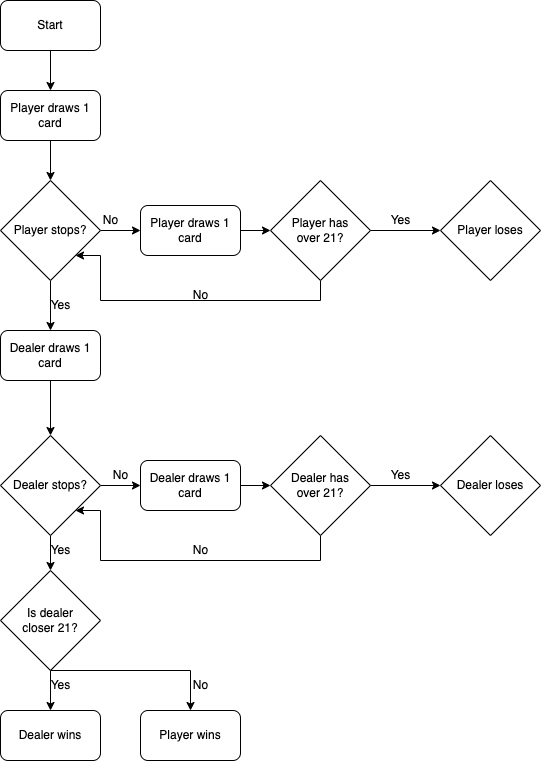 Start
Player draws 1
card
Player stops?
No
Player draws 1
card
Player has
over 21?
Yes
Player loses
No
Yes
Dealer draws 1
card
Dealer stops?
No
Dealer draws 1
card
Dealer has
over 21?
Yes
Dealer loses
No
Yes
Is dealer
closer 21?
Yes
No
Dealer wins
Player wins